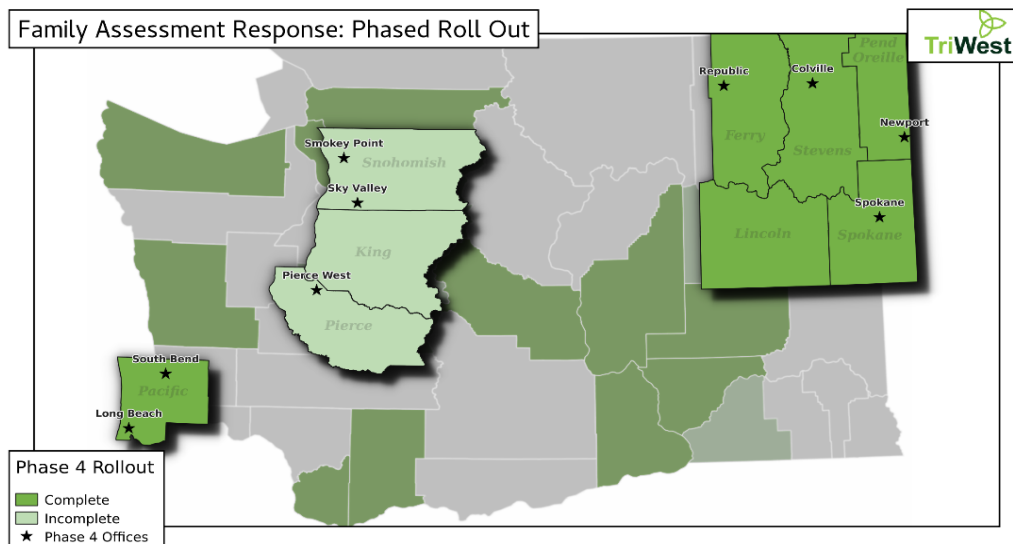 Family Assessment Response: Phased Roll Out
TriWest
Pend
Oreille
Republic
Colville
Newport
Ferry
Stevens
Smokey Point
Snohomish
Sky Valley
Spokane
Lincoln
Spokane
King
Pierce West
Pierce
South Bend
Pacific
Long Beach
Phase 4 Rollout
Complete
Incomplete
Phase 4 Offices